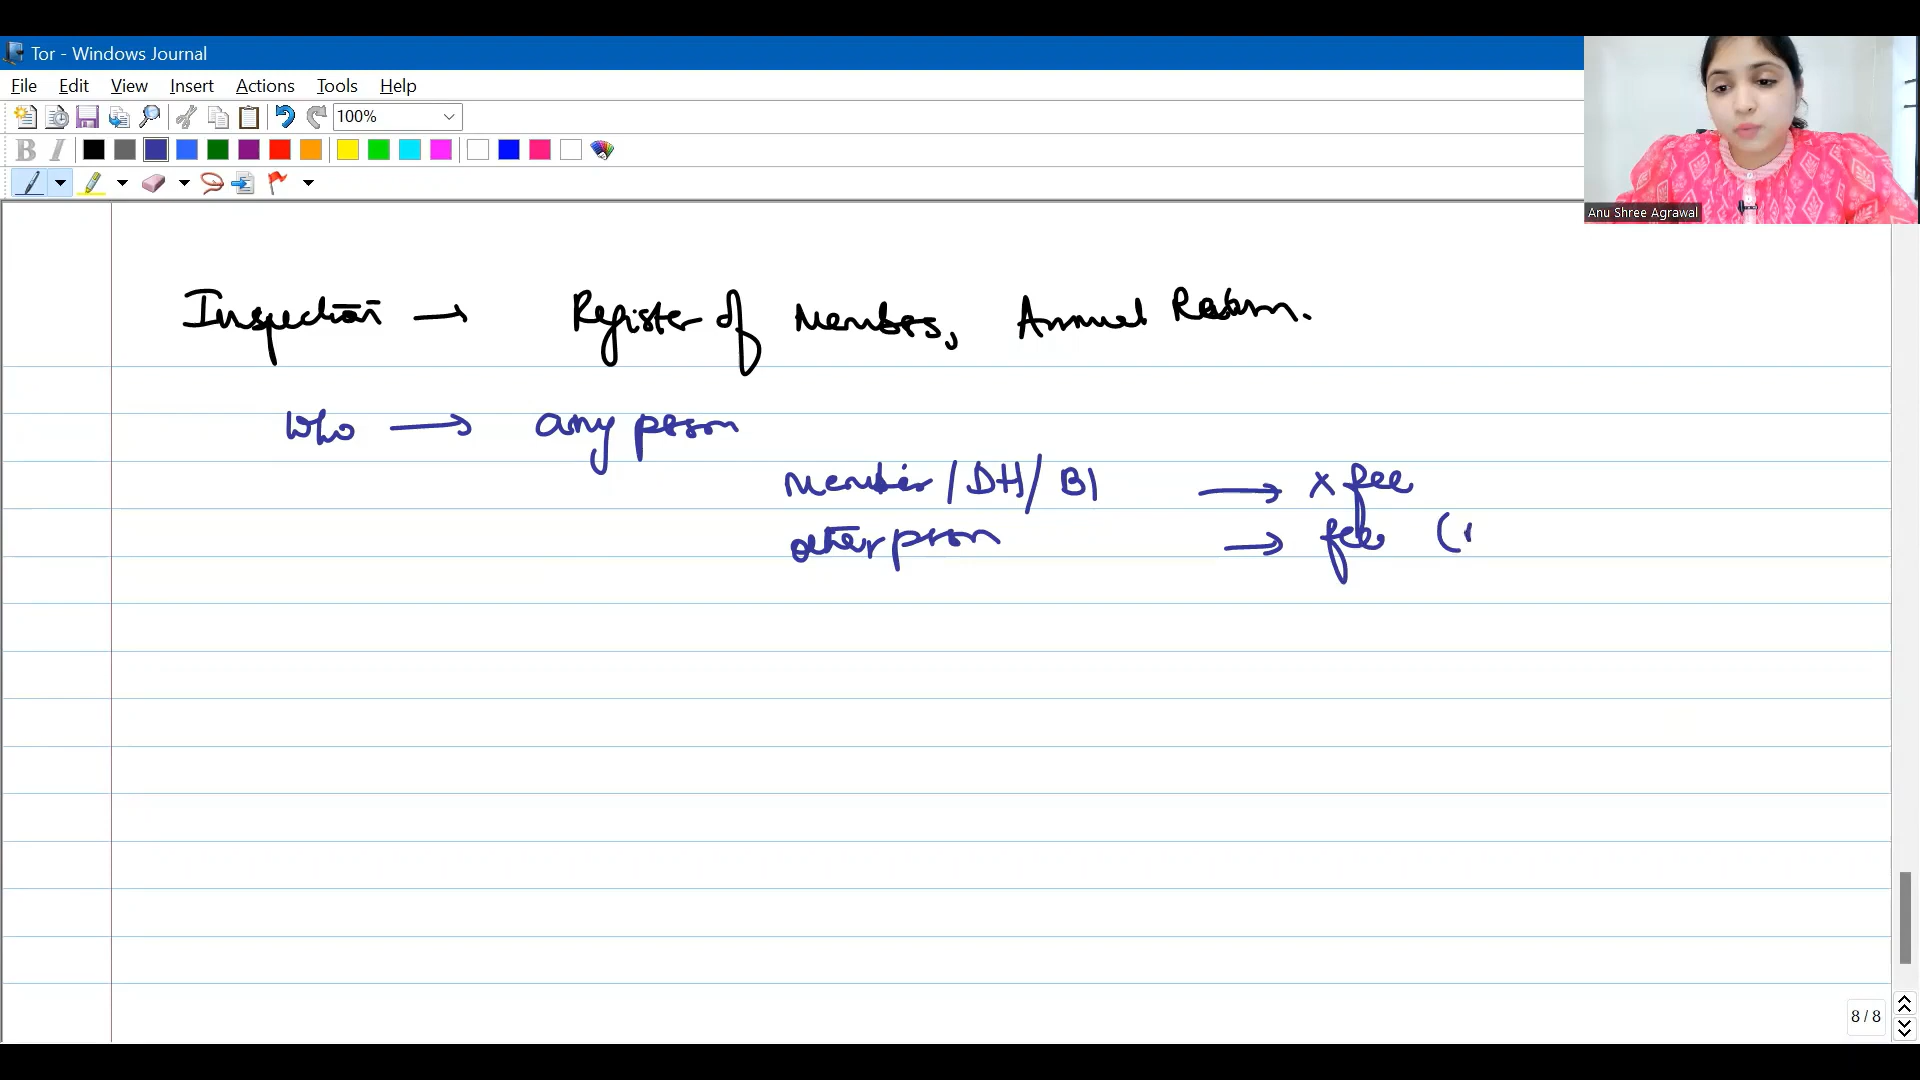 Tor - Windows Journal
File Edit View Insert Actions Tools Help
100%
B I
Anu Shree Agrawal
Inspection → Register of Members, Annual Return.
Who → any person
Member / DH / BI → x fee
other person → fee (
8 / 8